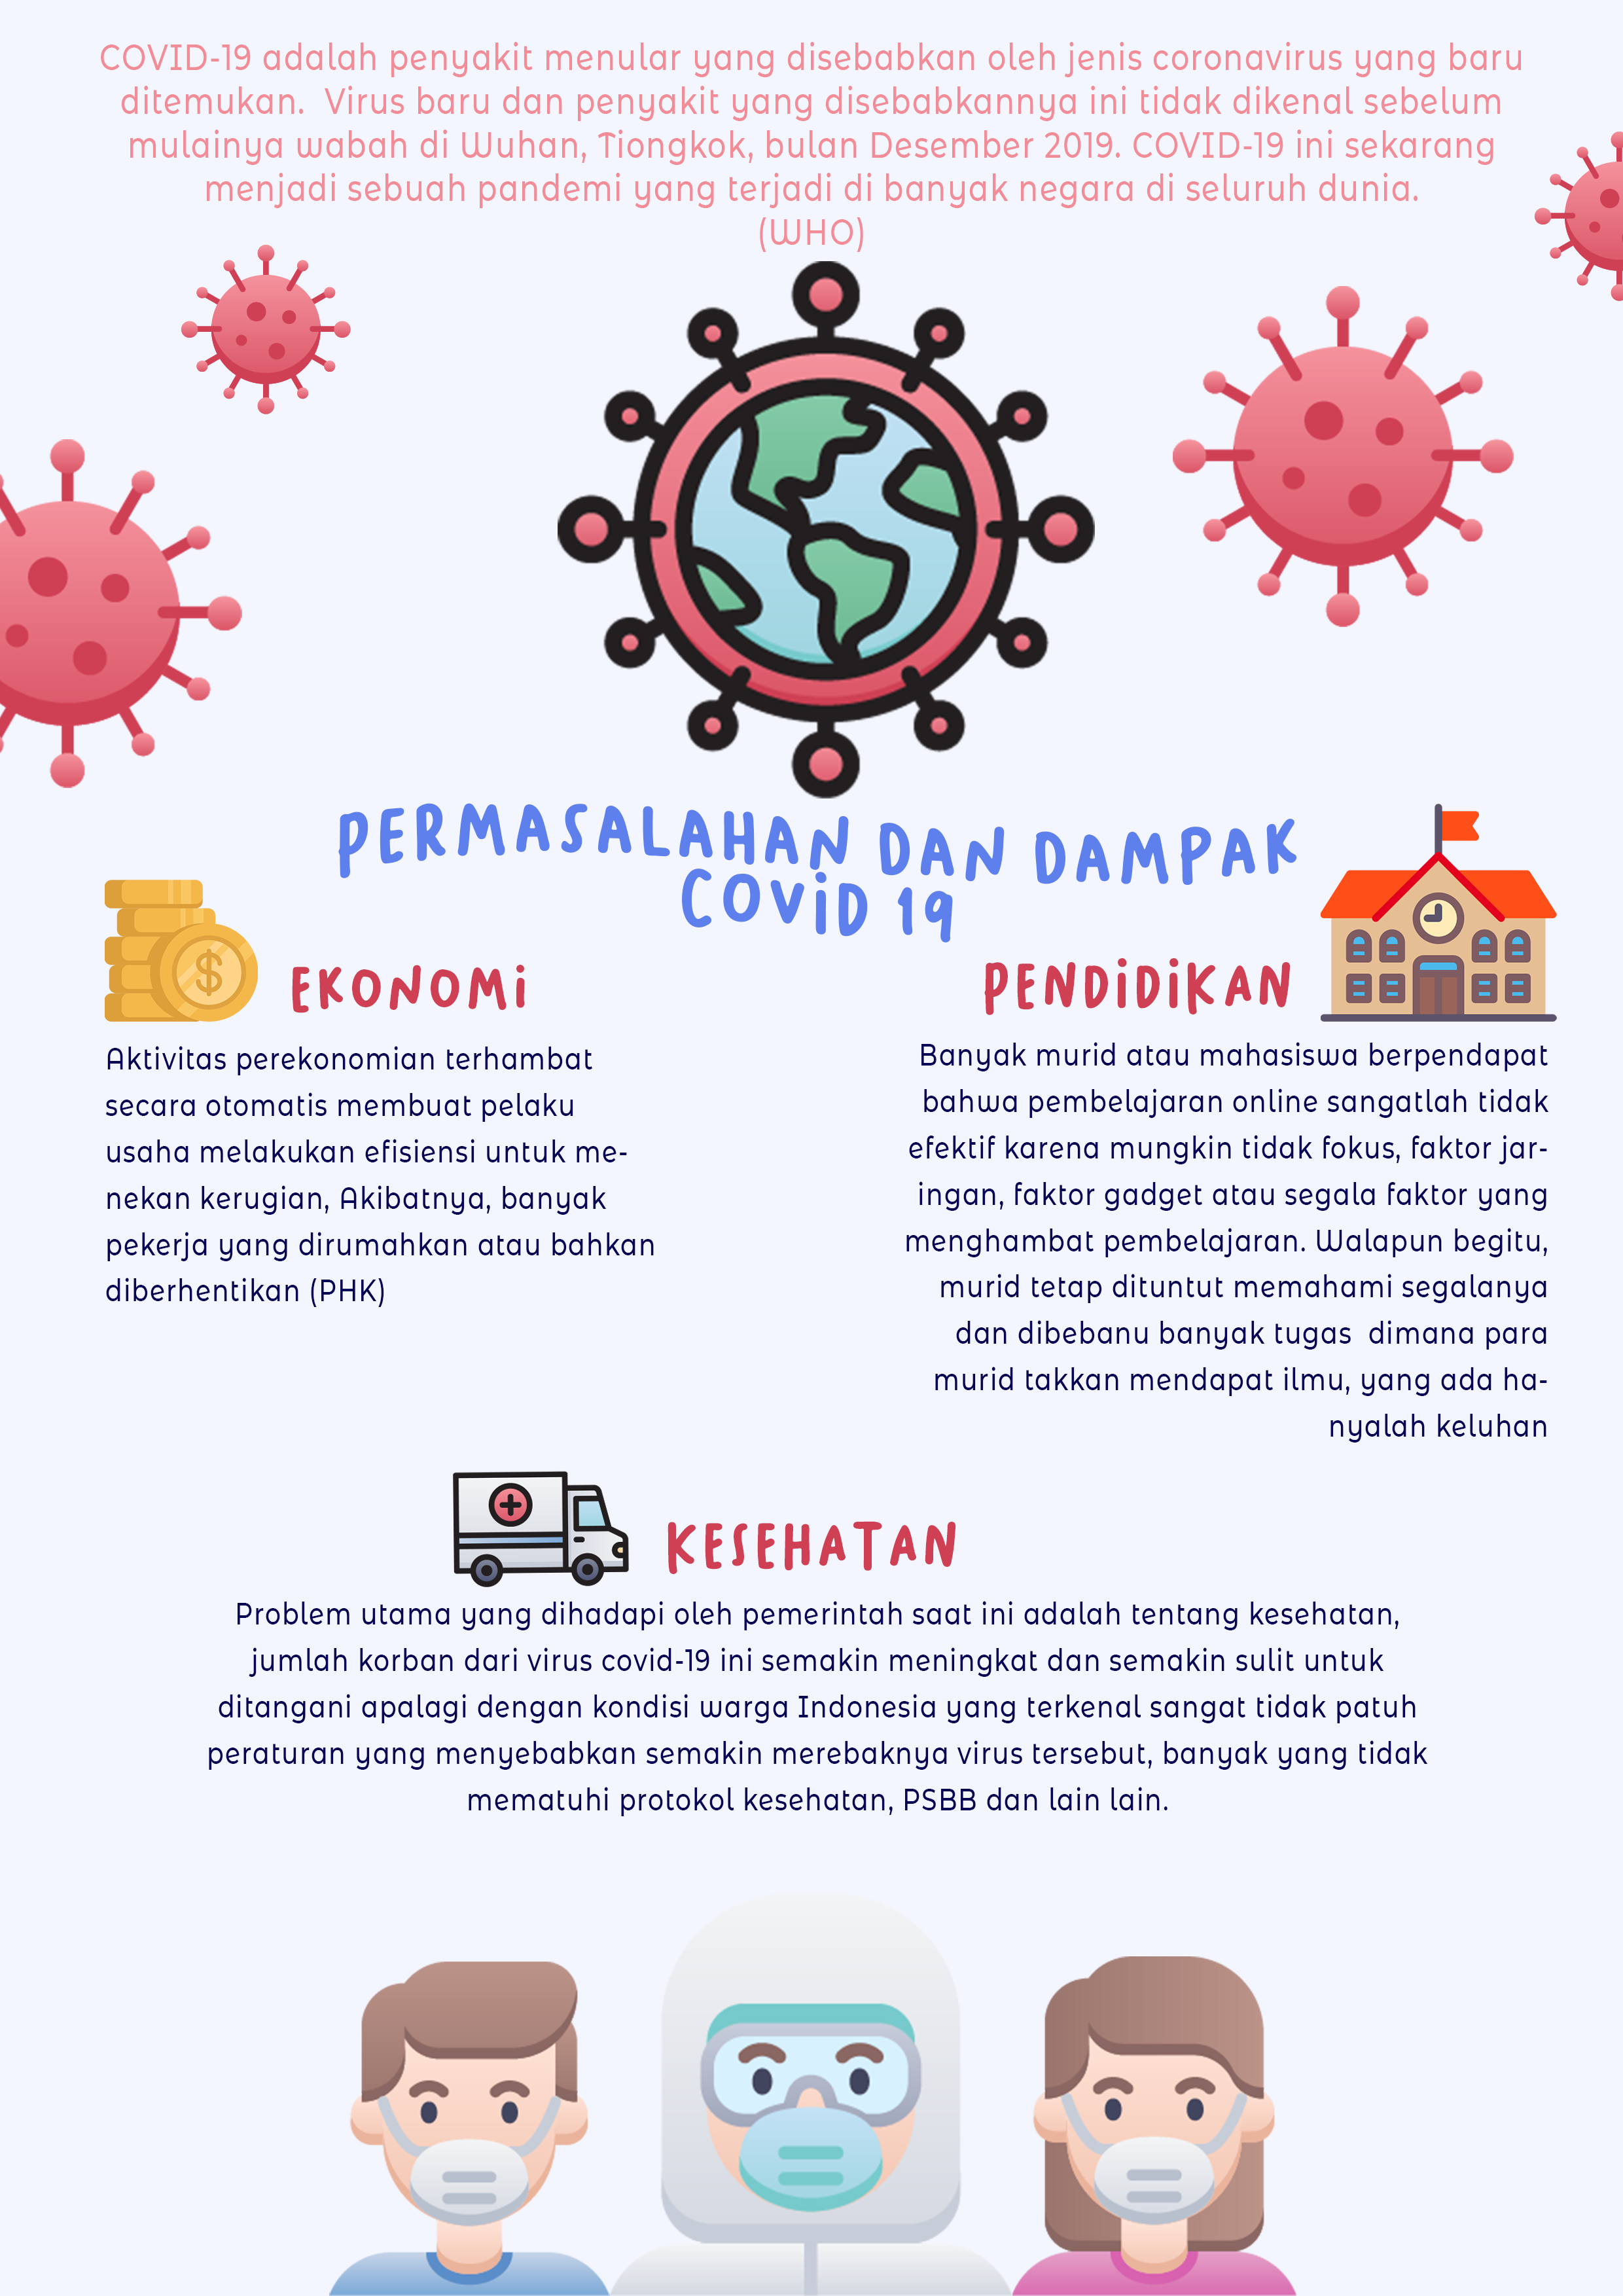 COVID-19 adalah penyakit menular yang disebabkan oleh jenis coronavirus yang baru
ditemukan.  Virus baru dan penyakit yang disebabkannya ini tidak dikenal sebelum
mulainya wabah di Wuhan, Tiongkok, bulan Desember 2019. COVID-19 ini sekarang
menjadi sebuah pandemi yang terjadi di banyak negara di seluruh dunia.
(WHO)
PERMASALAHAN DAN DAMPAK
COViD 19
EKONOMi
Aktivitas perekonomian terhambat
secara otomatis membuat pelaku
usaha melakukan efisiensi untuk me-
nekan kerugian, Akibatnya, banyak
pekerja yang dirumahkan atau bahkan
diberhentikan (PHK)
PENDiDiKAN
Banyak murid atau mahasiswa berpendapat
bahwa pembelajaran online sangatlah tidak
efektif karena mungkin tidak fokus, faktor jar-
ingan, faktor gadget atau segala faktor yang
menghambat pembelajaran. Walapun begitu,
murid tetap dituntut memahami segalanya
dan dibebanu banyak tugas  dimana para
murid takkan mendapat ilmu, yang ada ha-
nyalah keluhan
KESEHATAN
Problem utama yang dihadapi oleh pemerintah saat ini adalah tentang kesehatan,
jumlah korban dari virus covid-19 ini semakin meningkat dan semakin sulit untuk
ditangani apalagi dengan kondisi warga Indonesia yang terkenal sangat tidak patuh
peraturan yang menyebabkan semakin merebaknya virus tersebut, banyak yang tidak
mematuhi protokol kesehatan, PSBB dan lain lain.